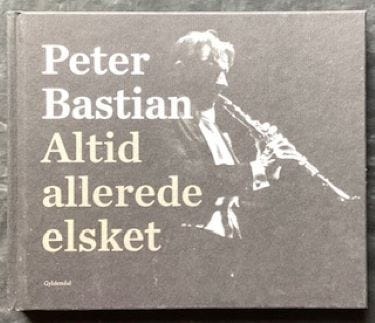 Peter
Bastian
Altid
allerede
elsket
Gyldendal